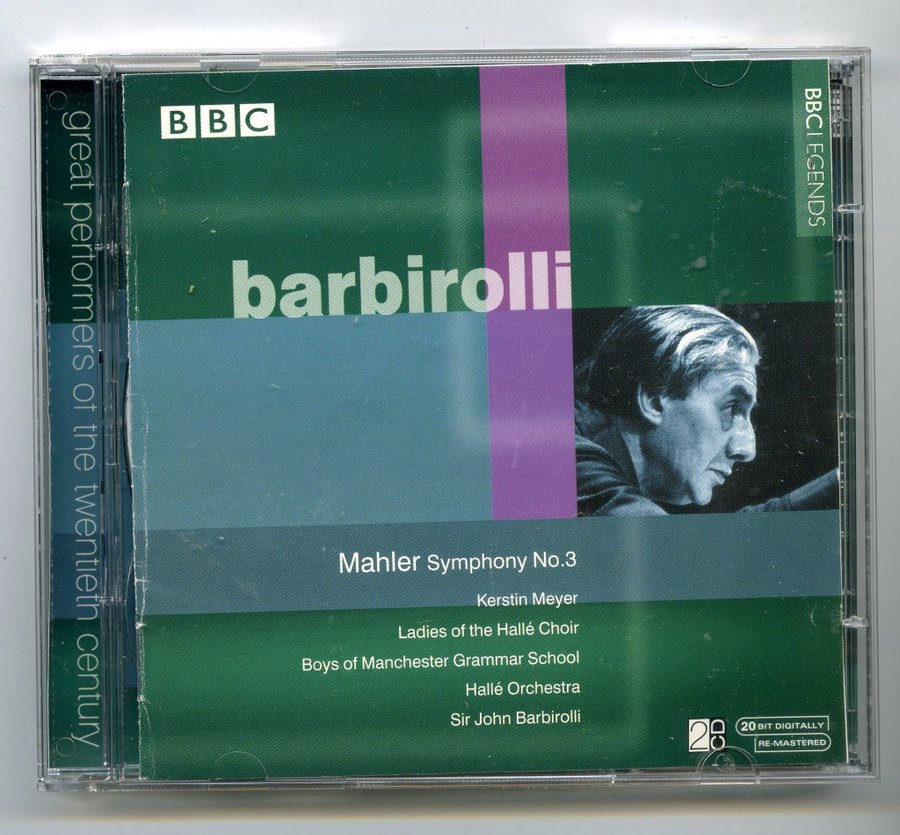 great performers of the twentieth century
BBC
BBC LEGENDS
barbirolli
Mahler Symphony No.3
Kerstin Meyer
Ladies of the Hallé Choir
Boys of Manchester Grammar School
Hallé Orchestra
Sir John Barbirolli
2CD
20 BIT DIGITALLY
RE-MASTERED